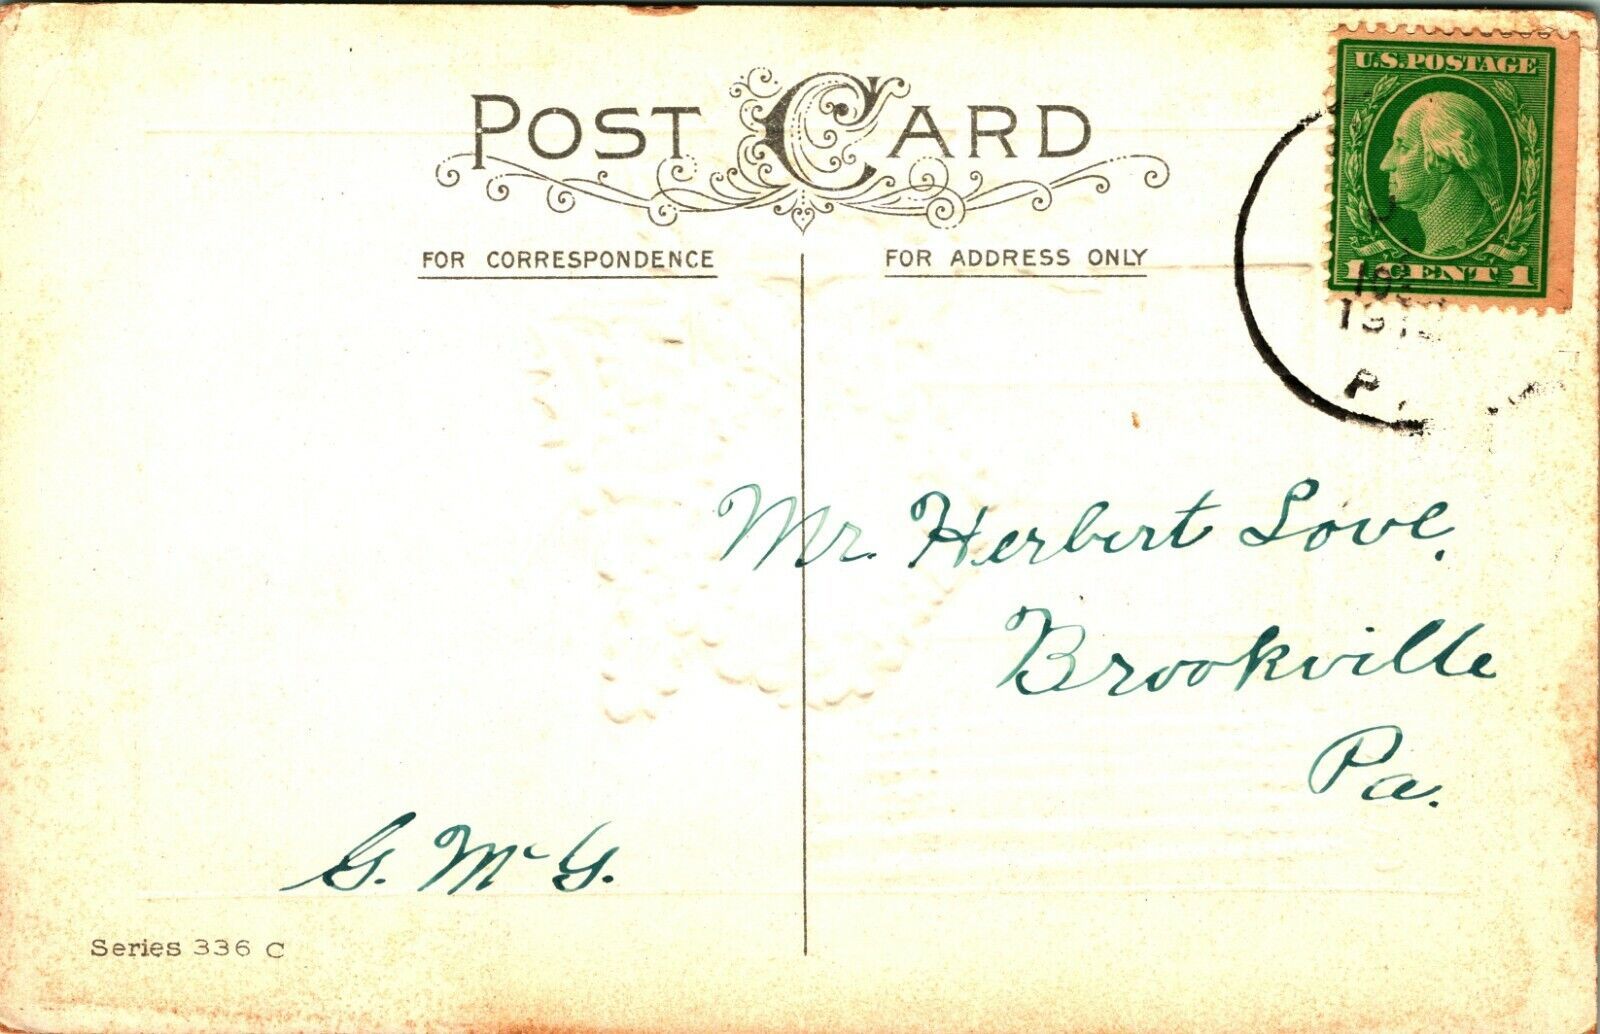 POST CARD
U.S. POSTAGE
1 CENT 1
FOR CORRESPONDENCE
FOR ADDRESS ONLY
Mr. Herbert Love,
Brookville
Pa.
G. McG.
Series 336 C